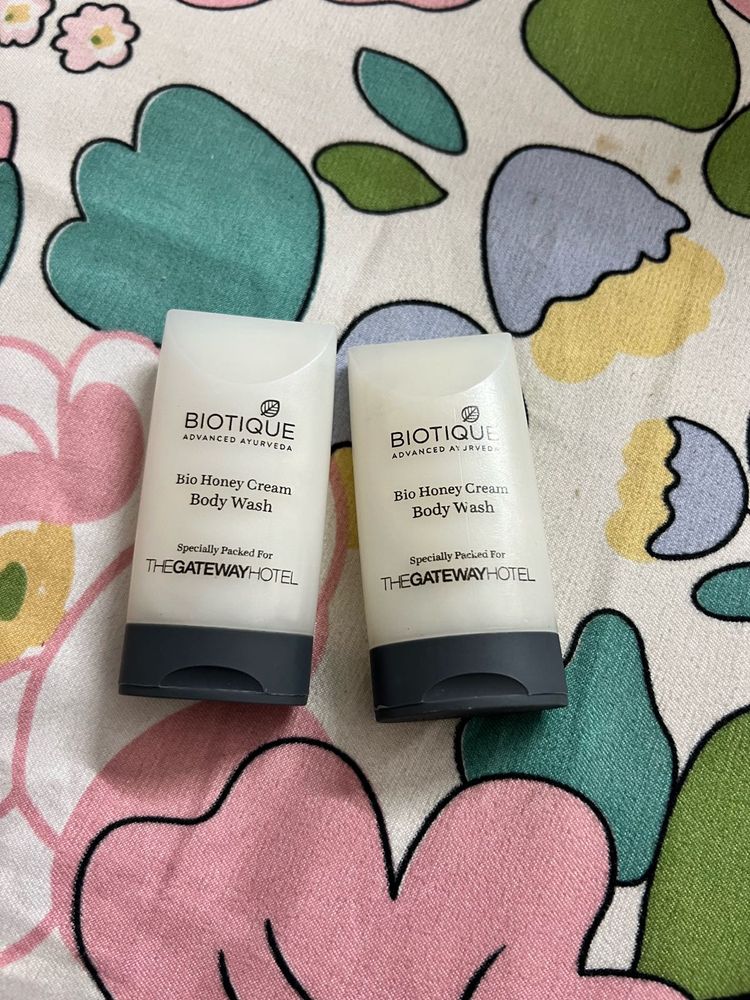 BIOTIQUE
ADVANCED AYURVEDA
Bio Honey Cream
Body Wash
Specially Packed For
THEGATEWAYHOTEL
BIOTIQUE
ADVANCED AYURVEDA
Bio Honey Cream
Body Wash
Specially Packed For
THEGATEWAYHOTEL